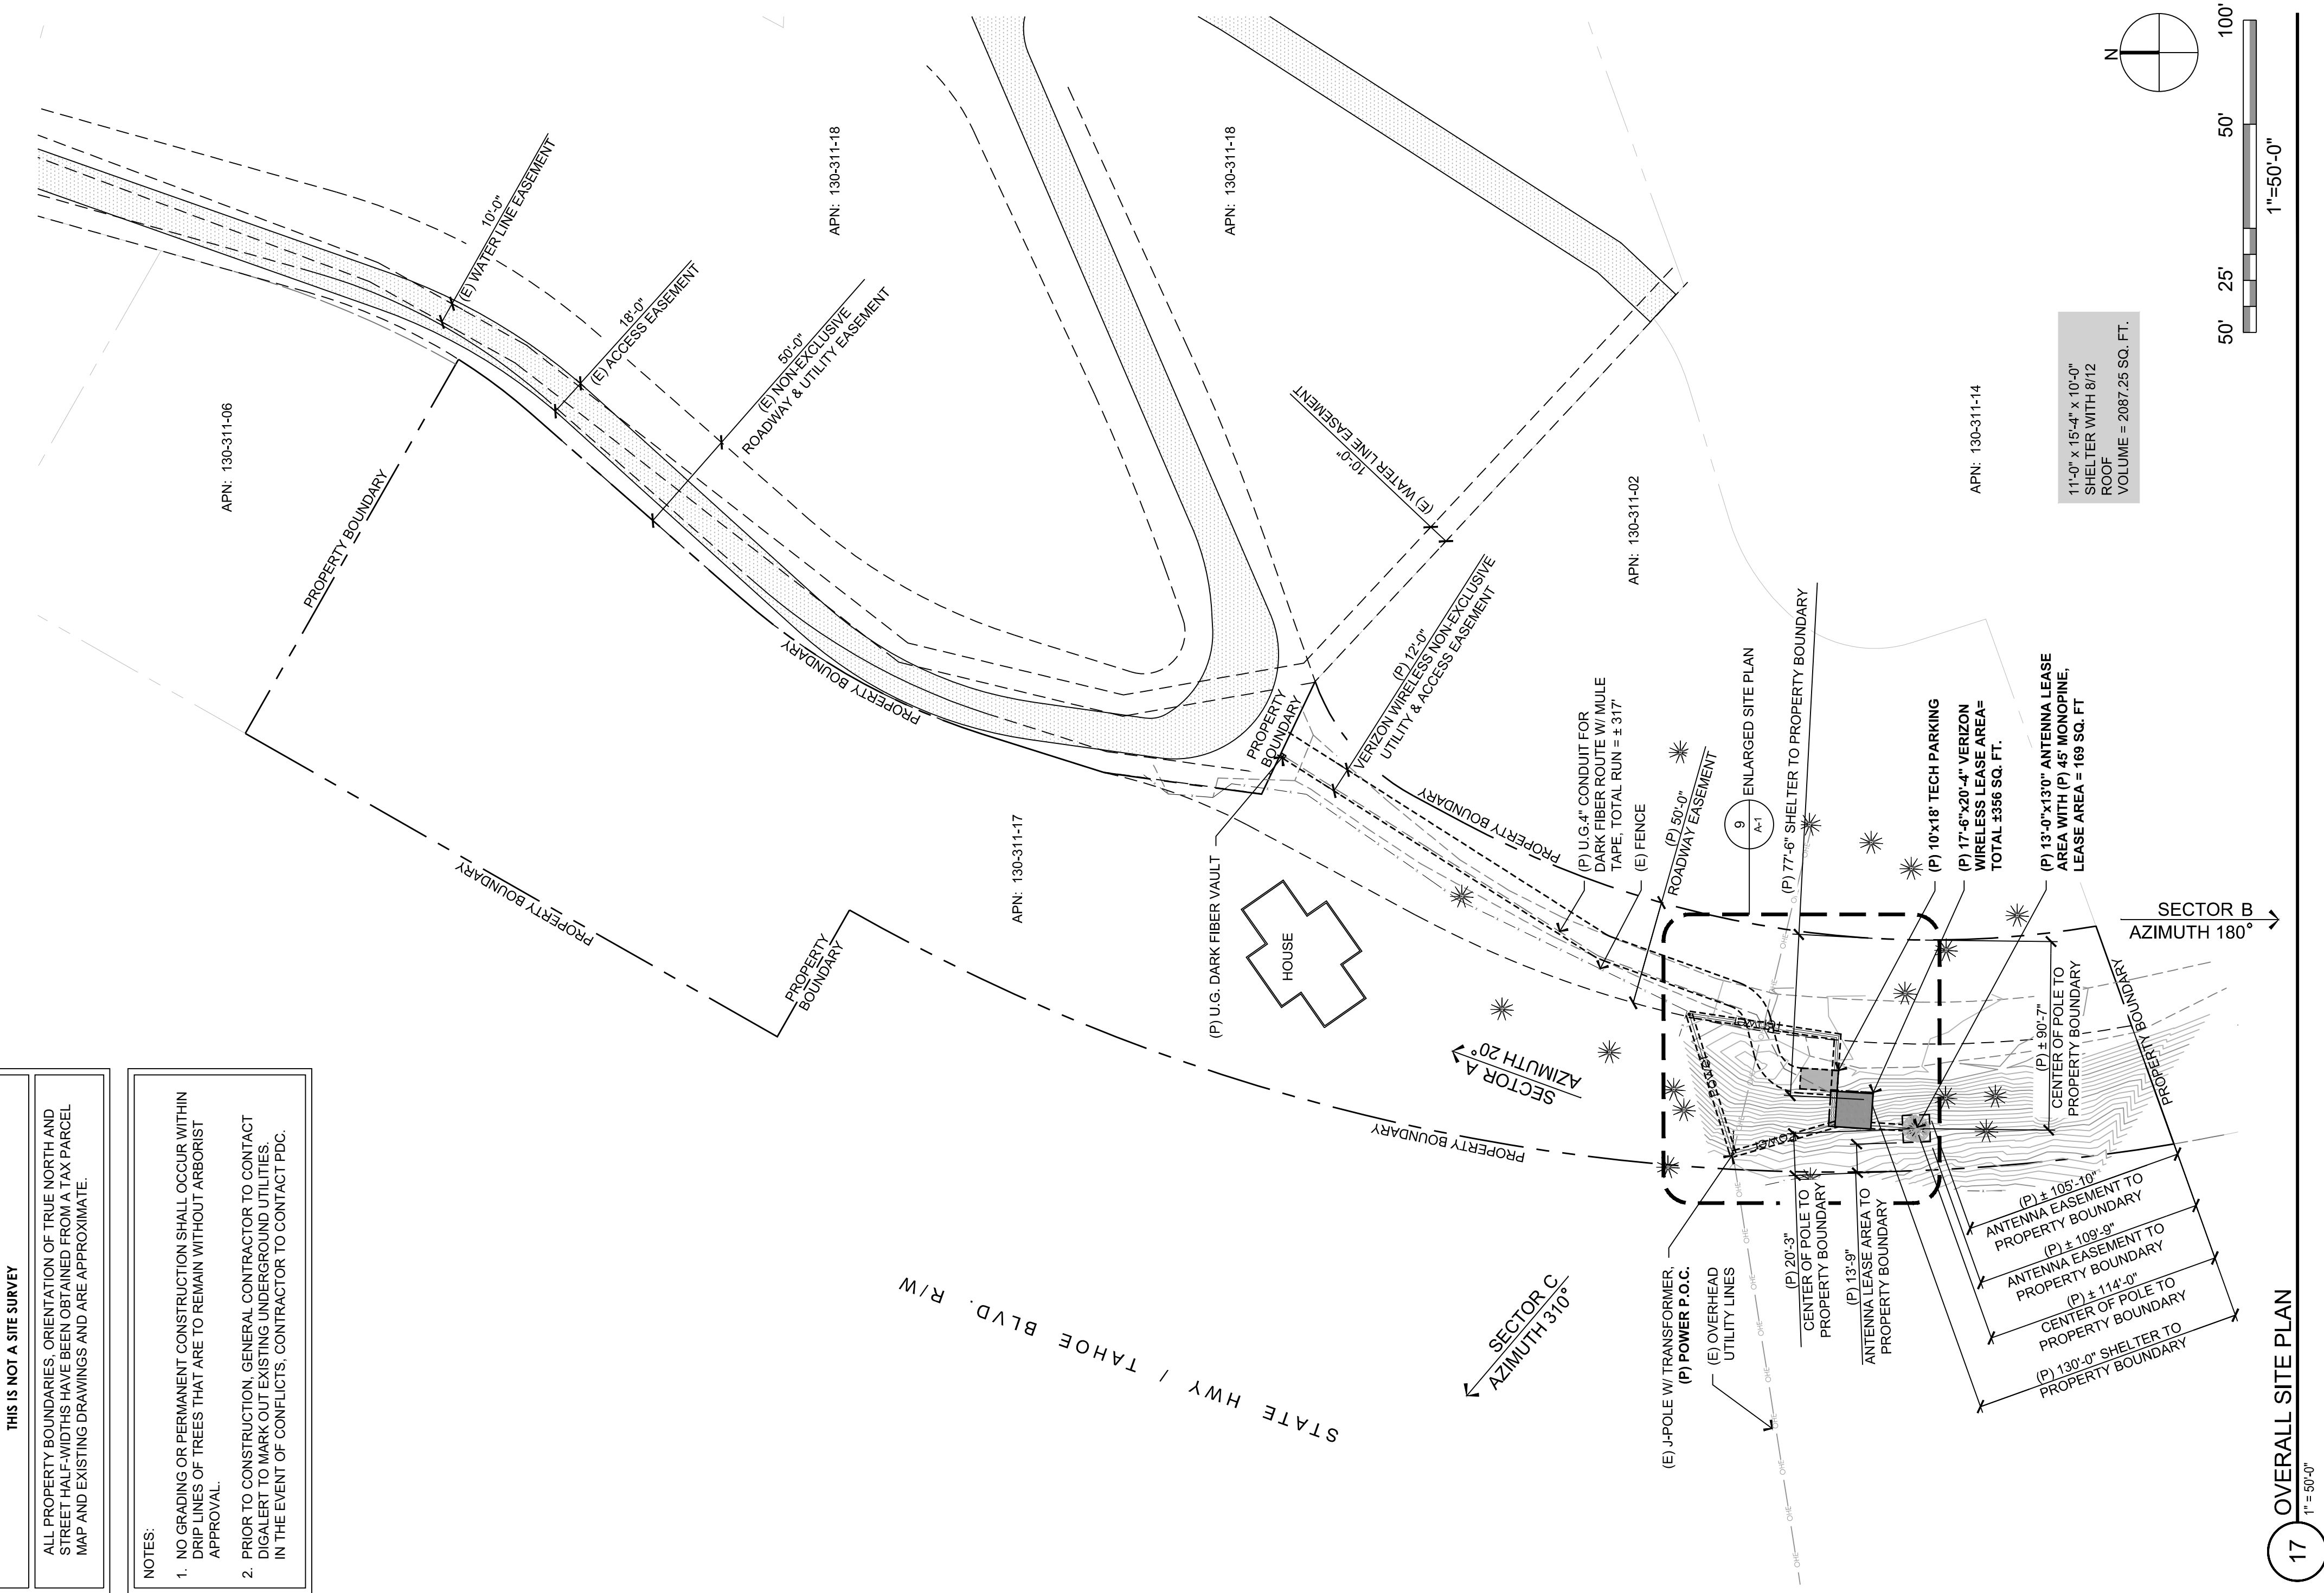 THIS IS NOT A SITE SURVEY
ALL PROPERTY BOUNDARIES, ORIENTATION OF TRUE NORTH AND
STREET HALF-WIDTHS HAVE BEEN OBTAINED FROM A TAX PARCEL
MAP AND EXISTING DRAWINGS AND ARE APPROXIMATE.
NOTES:
1. NO GRADING OR PERMANENT CONSTRUCTION SHALL OCCUR WITHIN
DRIP LINES OF TREES THAT ARE TO REMAIN WITHOUT ARBORIST
APPROVAL.
2. PRIOR TO CONSTRUCTION, GENERAL CONTRACTOR TO CONTACT
DIGALERT TO MARK OUT EXISTING UNDERGROUND UTILITIES.
IN THE EVENT OF CONFLICTS, CONTRACTOR TO CONTACT PDC.
APN: 130-311-06
PROPERTY BOUNDARY
10'-0"
(E) WATER LINE EASEMENT
18'-0"
(E) ACCESS EASEMENT
50'-0"
(E) NON-EXCLUSIVE
ROADWAY & UTILITY EASEMENT
APN: 130-311-18
APN: 130-311-18
PROPERTY BOUNDARY
PROPERTY BOUNDARY
PROPERTY
BOUNDARY
APN: 130-311-17
10'-0"
(E) WATER LINE EASEMENT
PROPERTY
BOUNDARY
(P) 12'-0"
VERIZON WIRELESS NON-EXCLUSIVE
UTILITY & ACCESS EASEMENT
(P) U.G. DARK FIBER VAULT
HOUSE
PROPERTY BOUNDARY
APN: 130-311-02
(P) U.G.4" CONDUIT FOR
DARK FIBER ROUTE W/ MULE
TAPE, TOTAL RUN = ± 317'
(E) FENCE
(P) 50'-0"
ROADWAY EASEMENT
9
A-1
ENLARGED SITE PLAN
(P) 77'-6" SHELTER TO PROPERTY BOUNDARY
APN: 130-311-14
(P) 10'x18' TECH PARKING
(P) 17'-6"x20'-4" VERIZON
WIRELESS LEASE AREA=
TOTAL ±356 SQ. FT.
(P) 13'-0"x13'0" ANTENNA LEASE
AREA WITH (P) 45' MONOPINE,
LEASE AREA = 169 SQ. FT
11'-0" x 15'-4" x 10'-0"
SHELTER WITH 8/12
ROOF
VOLUME = 2087.25 SQ. FT.
SECTOR A
AZIMUTH 20°
SECTOR B
AZIMUTH 180°
SECTOR C
AZIMUTH 310°
PROPERTY BOUNDARY
STATE HWY / TAHOE BLVD. R/W
(E) J-POLE W/ TRANSFORMER,
(P) POWER P.O.C.
(E) OVERHEAD
UTILITY LINES
OHE
OHE
OHE
OHE
OHE
OHE
OHE
OHE
(P) 20'-3"
CENTER OF POLE TO
PROPERTY BOUNDARY
(P) 13'-9"
ANTENNA LEASE AREA TO
PROPERTY BOUNDARY
(P) ± 90'-7"
CENTER OF POLE TO
PROPERTY BOUNDARY
PROPERTY BOUNDARY
PROPERTY BOUNDARY
(P) ± 105'-10"
ANTENNA EASEMENT TO
PROPERTY BOUNDARY
(P) ± 109'-9"
ANTENNA EASEMENT TO
PROPERTY BOUNDARY
(P) ± 114'-0"
CENTER OF POLE TO
PROPERTY BOUNDARY
(P) 130'-0" SHELTER TO
PROPERTY BOUNDARY
N
50' 25' 50' 100'
1"=50'-0"
17
OVERALL SITE PLAN
1" = 50'-0"